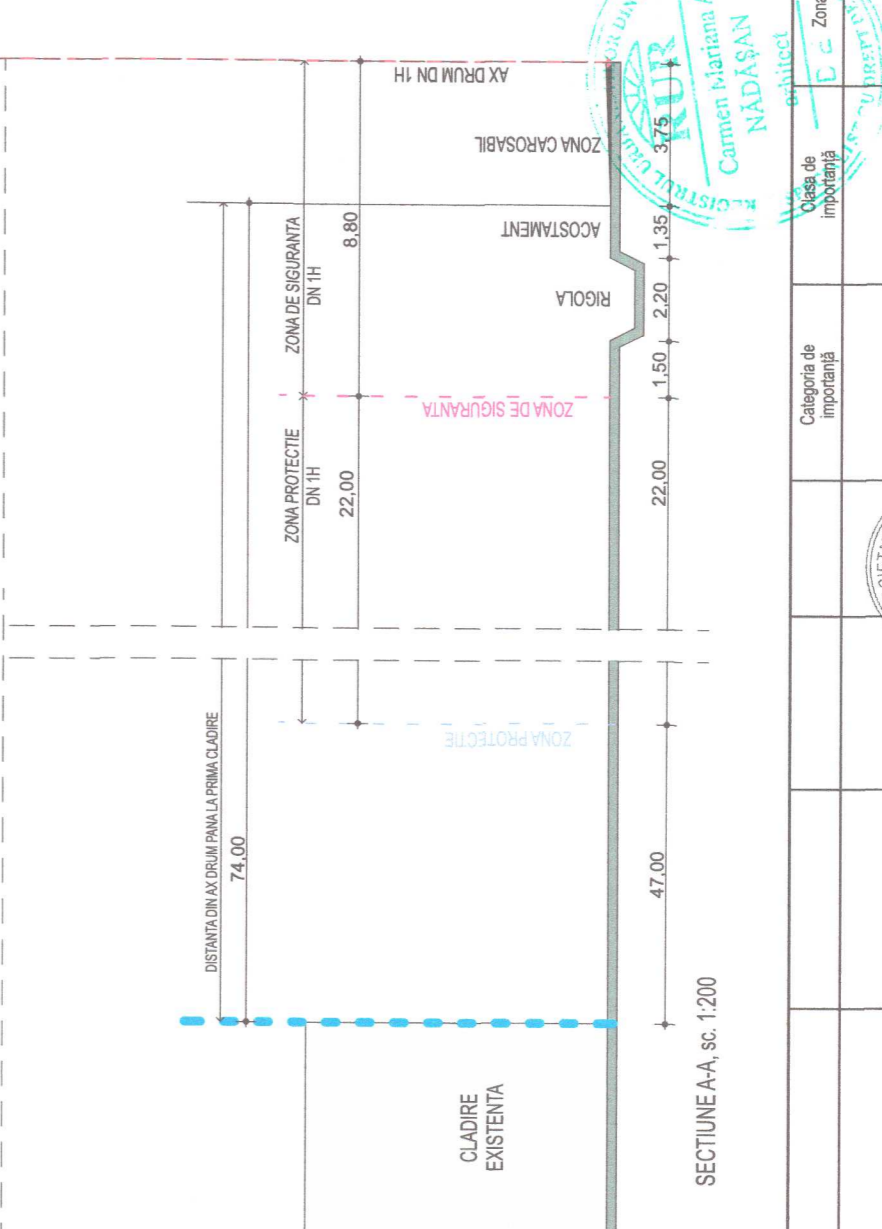 AX DRUM DN 1H
ZONA CAROSABIL
ACOSTAMENT
RIGOLA
ZONA DE SIGURANTA
DN 1H
8,80
ZONA DE SIGURANTA
ZONA PROTECTIE
DN 1H
22,00
ZONA PROTECTIE
DISTANTA DIN AX DRUM PANA LA PRIMA CLADIRE
74,00
CLADIRE
EXISTENTA
47,00
22,00
1,50
2,20
1,35
3,75
SECTIUNE A-A, sc. 1:200
REGISTRUL
RUR
Carmen Mariana A
NĂDĂȘAN
arhitect
Categoria de
importanță
Clasa de
importanță
Zona